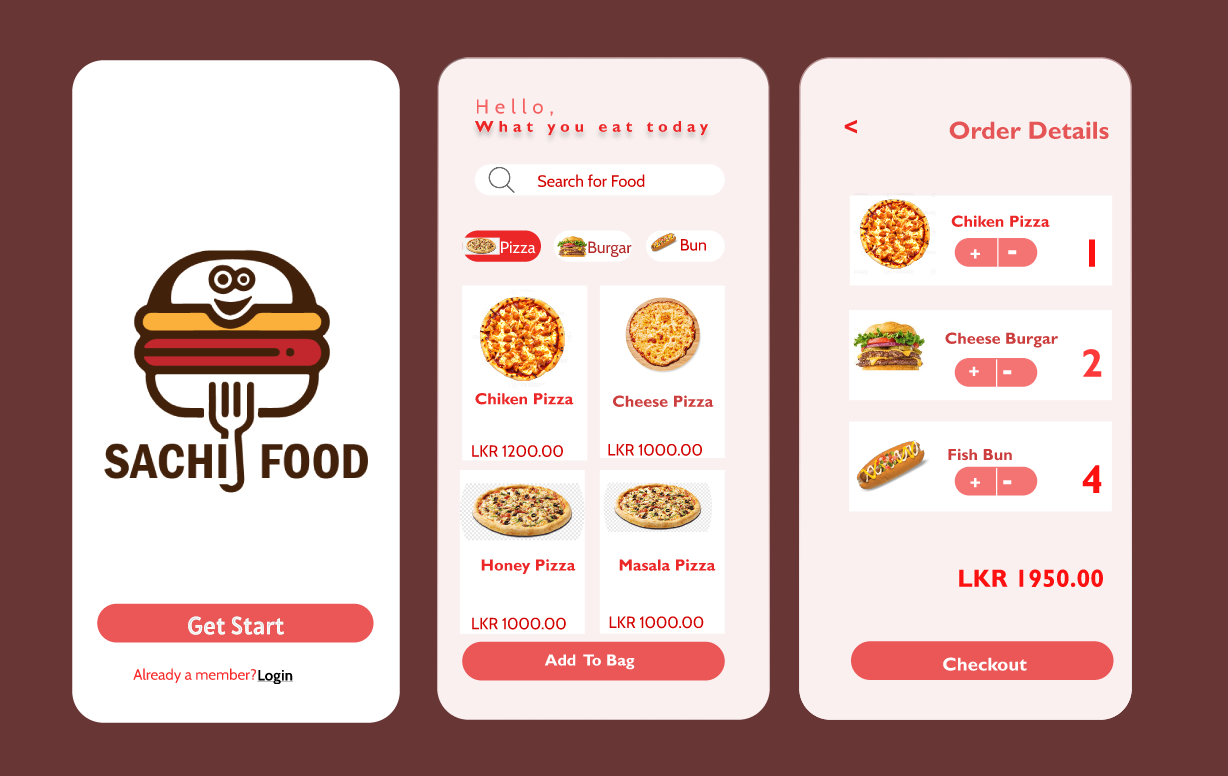 SACHI FOOD
Get Start
Already a member?Login
Hello,
What you eat today
Search for Food
Pizza
Burgar
Bun
Chiken Pizza
LKR 1200.00
Cheese Pizza
LKR 1000.00
Honey Pizza
LKR 1000.00
Masala Pizza
LKR 1000.00
Add To Bag
< Order Details
Chiken Pizza
+ -
1
Cheese Burgar
+ -
2
Fish Bun
+ -
4
LKR 1950.00
Checkout